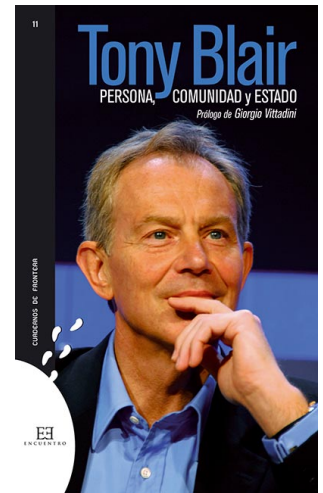 11
Tony Blair
PERSONA, COMUNIDAD y ESTADO
Prólogo de Giorgio Vittadini
CUADERNOS DE FRONTERA
EE
ENCUENTRO